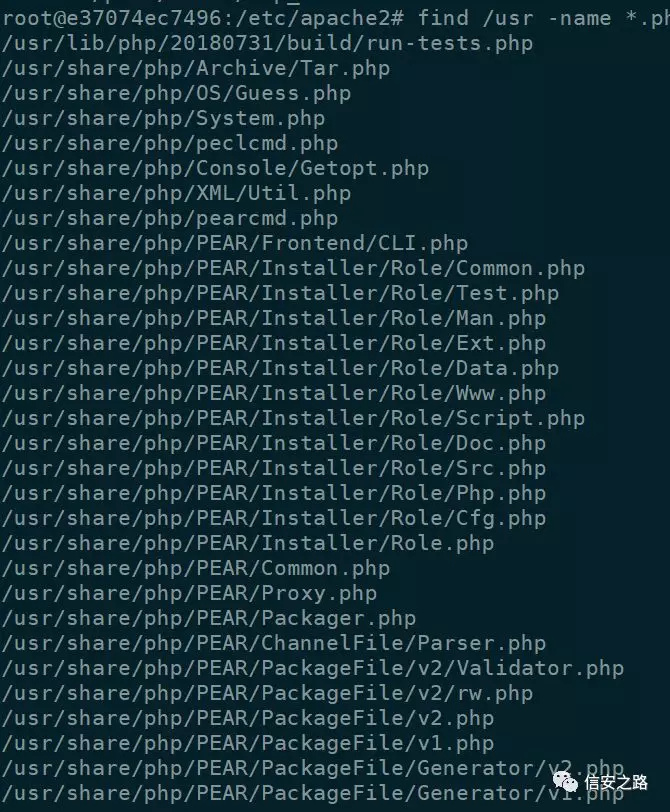 root@e37074ec7496:/etc/apache2# find /usr -name *.ph
/usr/lib/php/20180731/build/run-tests.php
/usr/share/php/Archive/Tar.php
/usr/share/php/OS/Guess.php
/usr/share/php/System.php
/usr/share/php/peclcmd.php
/usr/share/php/Console/Getopt.php
/usr/share/php/XML/Util.php
/usr/share/php/pearcmd.php
/usr/share/php/PEAR/Frontend/CLI.php
/usr/share/php/PEAR/Installer/Role/Common.php
/usr/share/php/PEAR/Installer/Role/Test.php
/usr/share/php/PEAR/Installer/Role/Man.php
/usr/share/php/PEAR/Installer/Role/Ext.php
/usr/share/php/PEAR/Installer/Role/Data.php
/usr/share/php/PEAR/Installer/Role/Www.php
/usr/share/php/PEAR/Installer/Role/Script.php
/usr/share/php/PEAR/Installer/Role/Doc.php
/usr/share/php/PEAR/Installer/Role/Src.php
/usr/share/php/PEAR/Installer/Role/Php.php
/usr/share/php/PEAR/Installer/Role/Cfg.php
/usr/share/php/PEAR/Installer/Role.php
/usr/share/php/PEAR/Common.php
/usr/share/php/PEAR/Proxy.php
/usr/share/php/PEAR/Packager.php
/usr/share/php/PEAR/ChannelFile/Parser.php
/usr/share/php/PEAR/PackageFile/v2/Validator.php
/usr/share/php/PEAR/PackageFile/v2/rw.php
/usr/share/php/PEAR/PackageFile/v2.php
/usr/share/php/PEAR/PackageFile/v1.php
/usr/share/php/PEAR/PackageFile/Generator/v2.php
/usr/share/php/PEAR/PackageFile/Generator/v1.php
信安之路